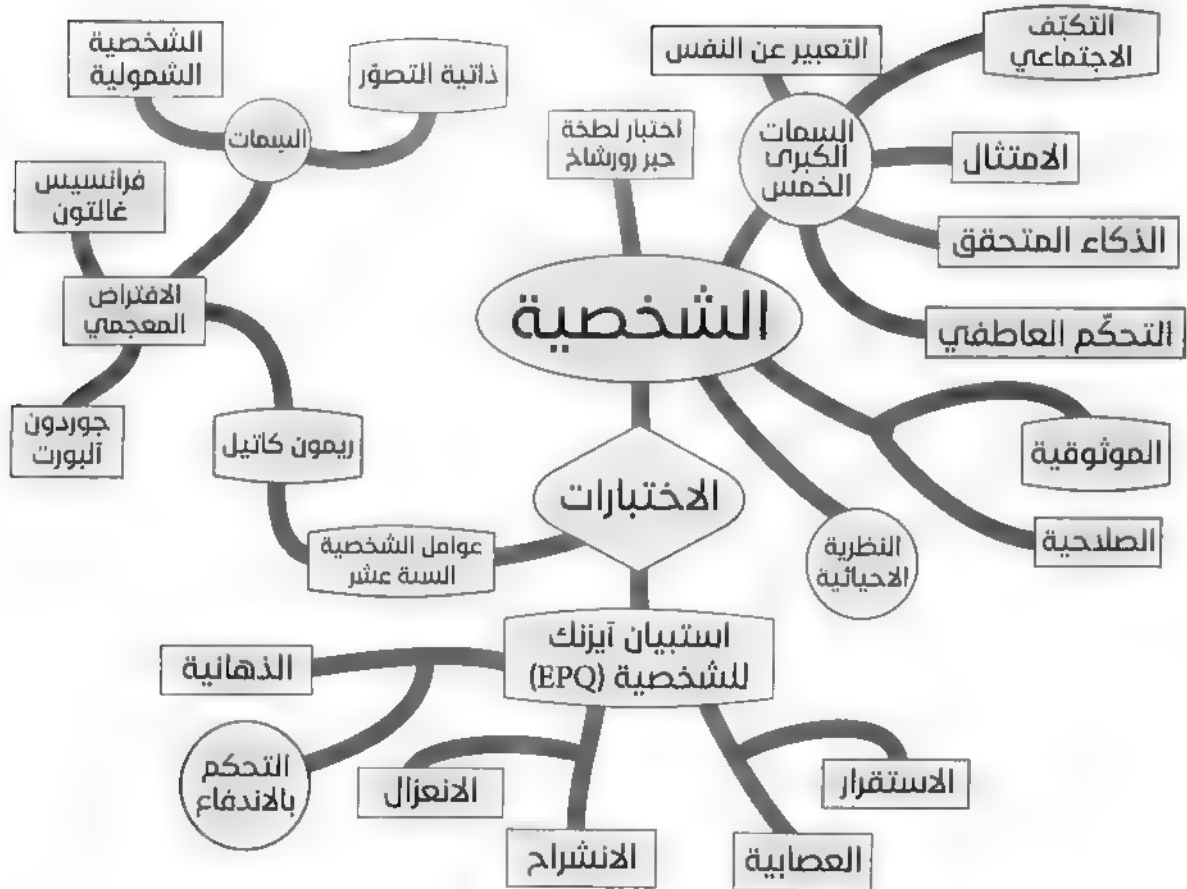 التكيّف
الاجتماعي
التعبير عن النفس
السمات
الكبرى
الخمس
الامتثال
الذكاء المتحقق
التحكّم العاطفي
اختبار لطخة
حبر رورشاخ
ذاتية التصوّر
الشخصية
الشمولية
السمات
فرانسيس
غالتون
الافتراض
المعجمي
جوردون
آلبورت
ريمون كاتيل
الشخصية
الموثوقية
الصلاحية
النظرية
الاحيائية
الاختبارات
عوامل الشخصية
الستة عشر
استبيان آيزنك
للشخصية (EPQ)
الذهانية
التحكم
بالاندفاع
الانعزال
الانشراح
الاستقرار
العصابية